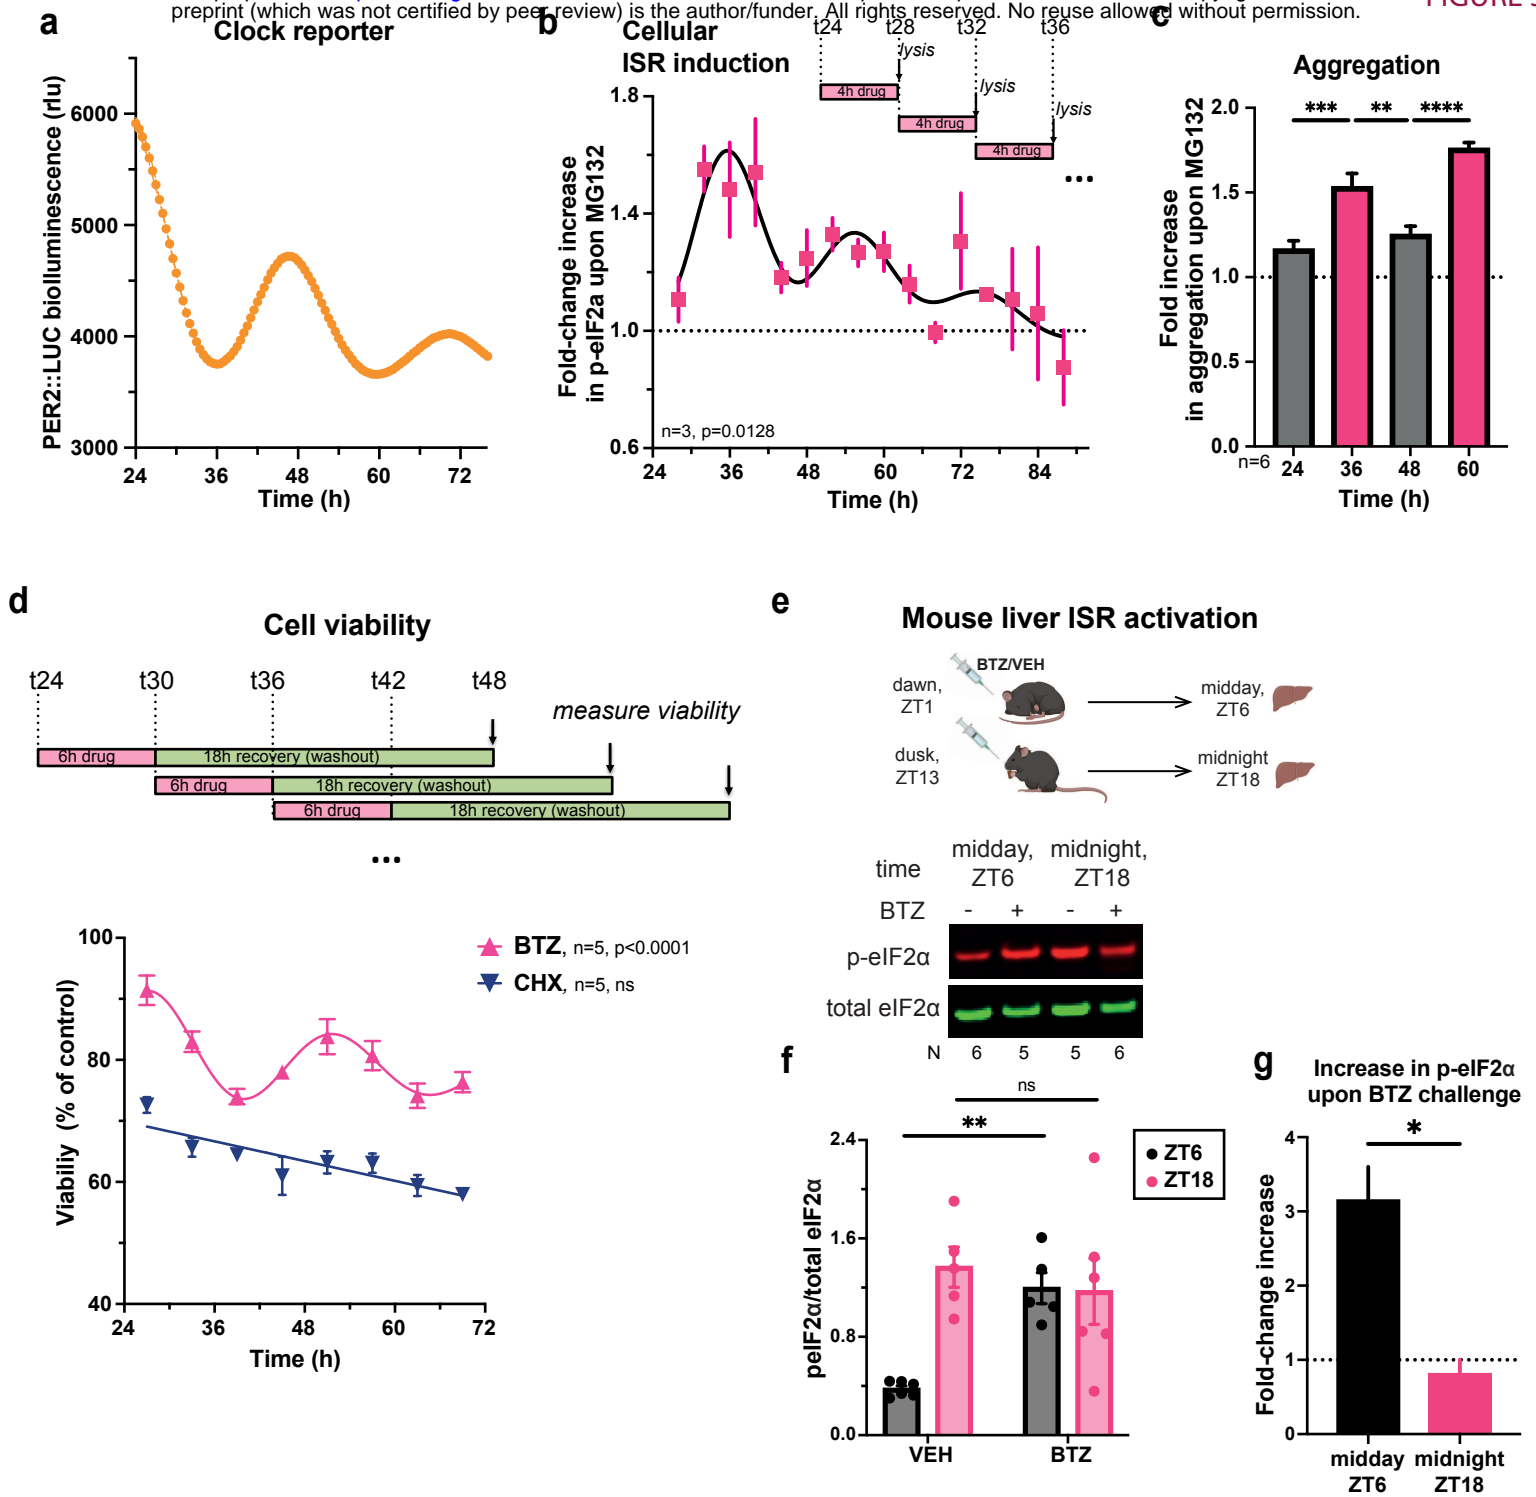 preprint (which was not certified by peer review) is the author/funder. All rights reserved. No reuse allowed without permission.
a
Clock reporter
PER2::LUC biolluminescence (rlu)
6000
5000
4000
3000
24 36 48 60 72
Time (h)
b
Cellular
ISR induction
t24 t28 t32 t36
lysis
4h drug
lysis
4h drug
lysis
4h drug
...
Fold-change increase
in p-eIF2a upon MG132
1.8
1.4
1.0
0.6
n=3, p=0.0128
24 36 48 60 72 84
Time (h)
c
Aggregation
Fold increase
in aggregation upon MG132
*** ** ****
2.0
1.5
1.0
0.5
0.0
n=6
24 36 48 60
Time (h)
d
Cell viability
t24 t30 t36 t42 t48
measure viability
6h drug 18h recovery (washout)
6h drug 18h recovery (washout)
6h drug 18h recovery (washout)
...
BTZ, n=5, p<0.0001
CHX, n=5, ns
Viabiliy (% of control)
100
80
60
40
24 36 48 60 72
Time (h)
e
Mouse liver ISR activation
BTZ/VEH
dawn,
ZT1
midday,
ZT6
dusk,
ZT13
midnight
ZT18
time
midday,
ZT6
midnight,
ZT18
BTZ - + - +
p-eIF2α
total eIF2α
N 6 5 5 6
f
ns
**
peIF2α/total eIF2α
2.4
1.6
0.8
0.0
VEH BTZ
ZT6
ZT18
g
Increase in p-eIF2α
upon BTZ challenge
*
Fold-change increase
4
3
2
1
0
midday
ZT6
midnight
ZT18